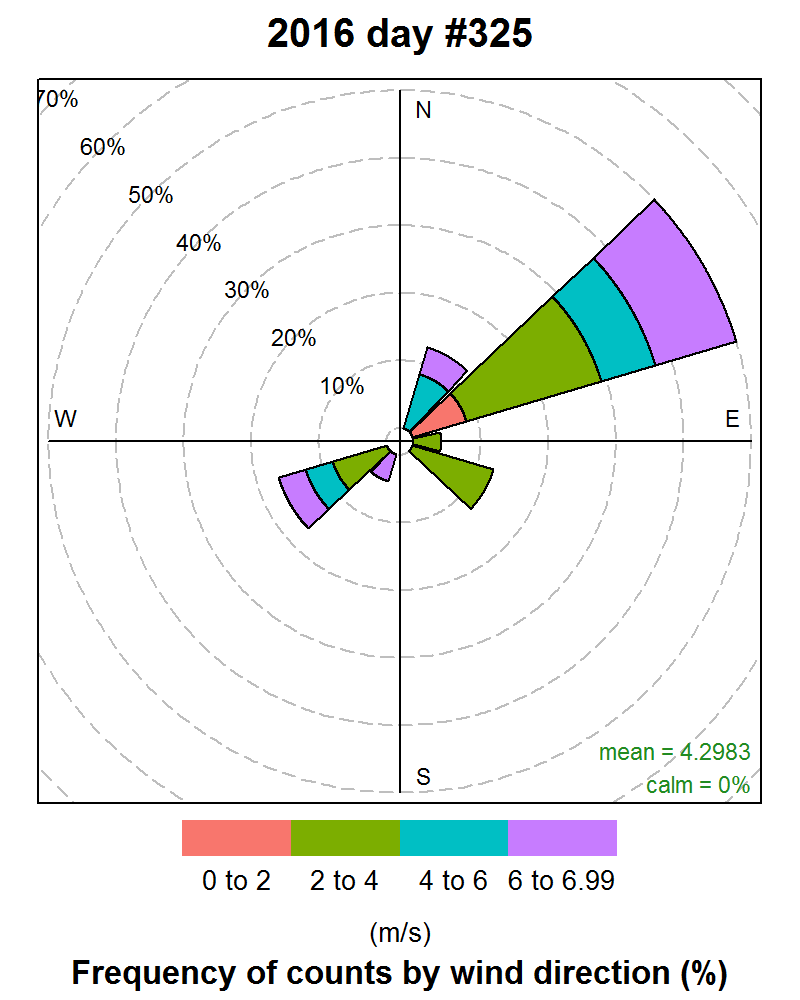 2016 day #325
70%
N
60%
50%
40%
30%
20%
10%
W
E
S
mean = 4.2983
calm = 0%
0 to 2 2 to 4 4 to 6 6 to 6.99
(m/s)
Frequency of counts by wind direction (%)